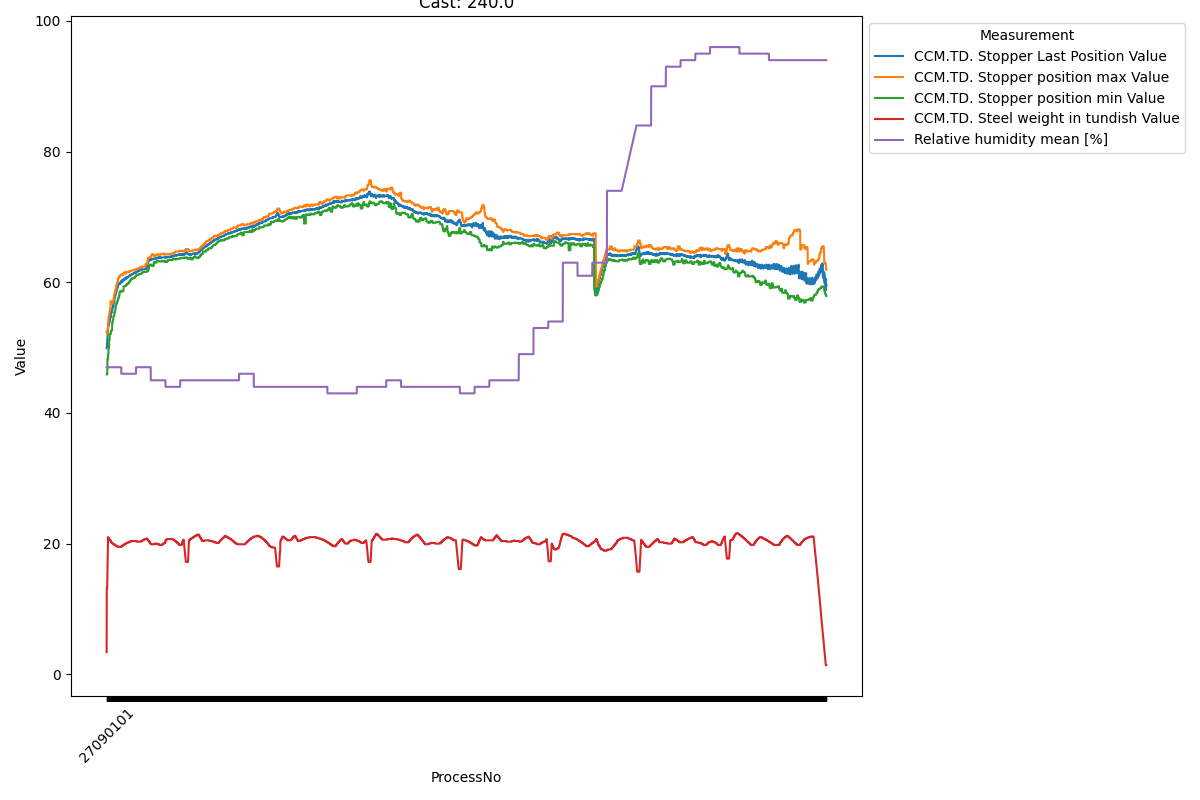 Cast: 240.0
100
80
60
40
20
0
Value
27090101
ProcessNo
Measurement
CCM.TD. Stopper Last Position Value
CCM.TD. Stopper position max Value
CCM.TD. Stopper position min Value
CCM.TD. Steel weight in tundish Value
Relative humidity mean [%]